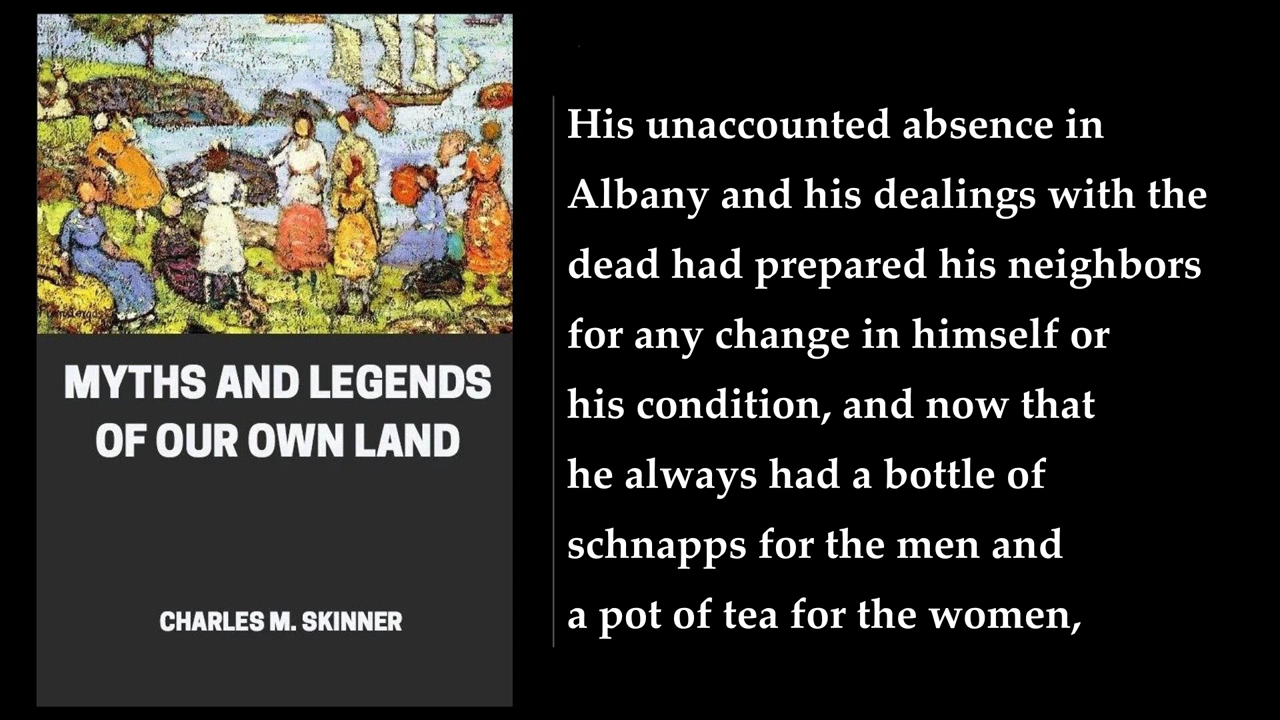 MYTHS AND LEGENDS
OF OUR OWN LAND
CHARLES M. SKINNER
His unaccounted absence in
Albany and his dealings with the
dead had prepared his neighbors
for any change in himself or
his condition, and now that
he always had a bottle of
schnapps for the men and
a pot of tea for the women,